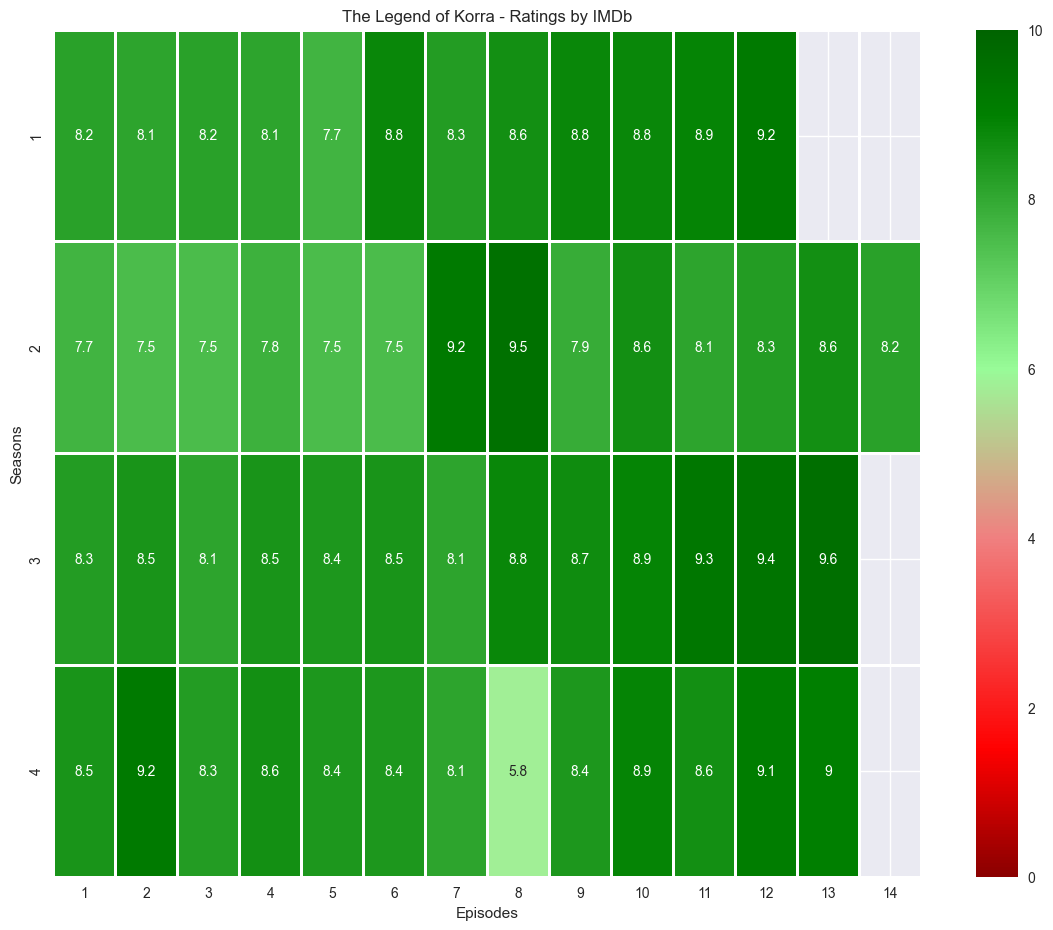 The Legend of Korra - Ratings by IMDb
10
8.2 8.1 8.2 8.1 7.7 8.8 8.3 8.6 8.8 8.8 8.9 9.2
1
8
7.7 7.5 7.5 7.8 7.5 7.5 9.2 9.5 7.9 8.6 8.1 8.3 8.6 8.2
2
6
Seasons
8.3 8.5 8.1 8.5 8.4 8.5 8.1 8.8 8.7 8.9 9.3 9.4 9.6
3
4
8.5 9.2 8.3 8.6 8.4 8.4 8.1 5.8 8.4 8.9 8.6 9.1 9
4
2
0
1 2 3 4 5 6 7 8 9 10 11 12 13 14
Episodes